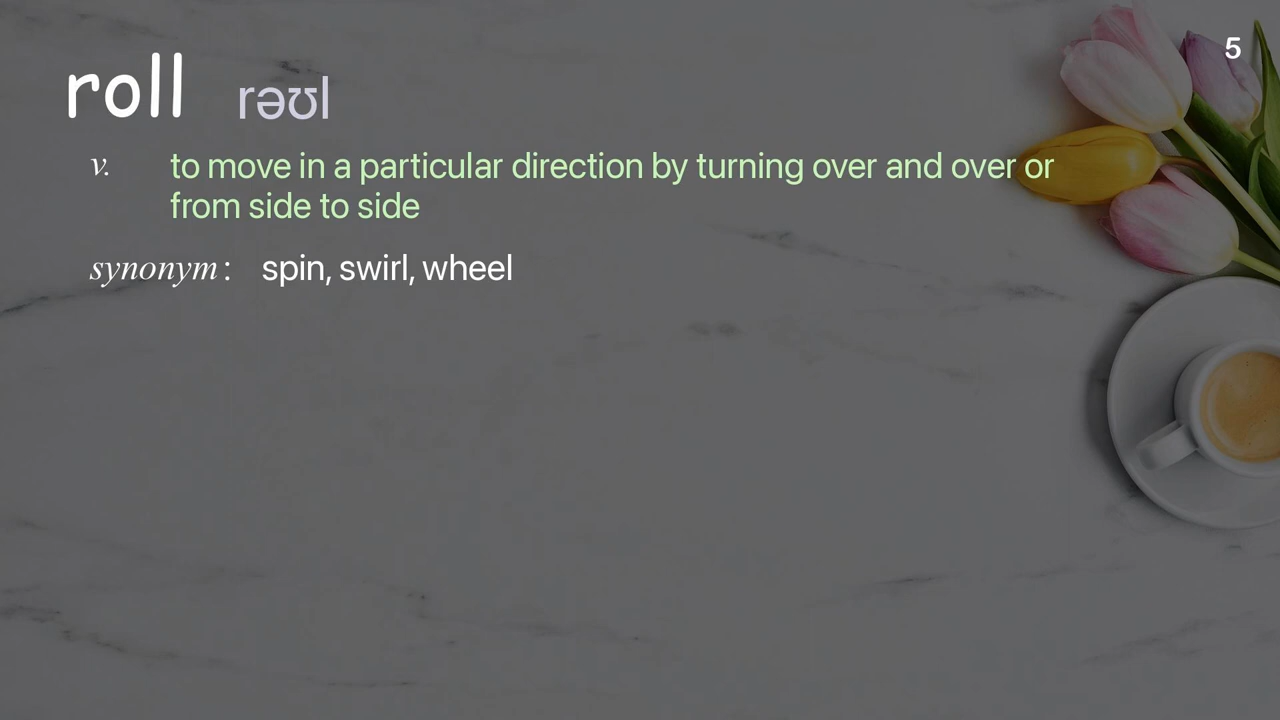 5
roll rəʊl
v. to move in a particular direction by turning over and over or
from side to side
synonym: spin, swirl, wheel